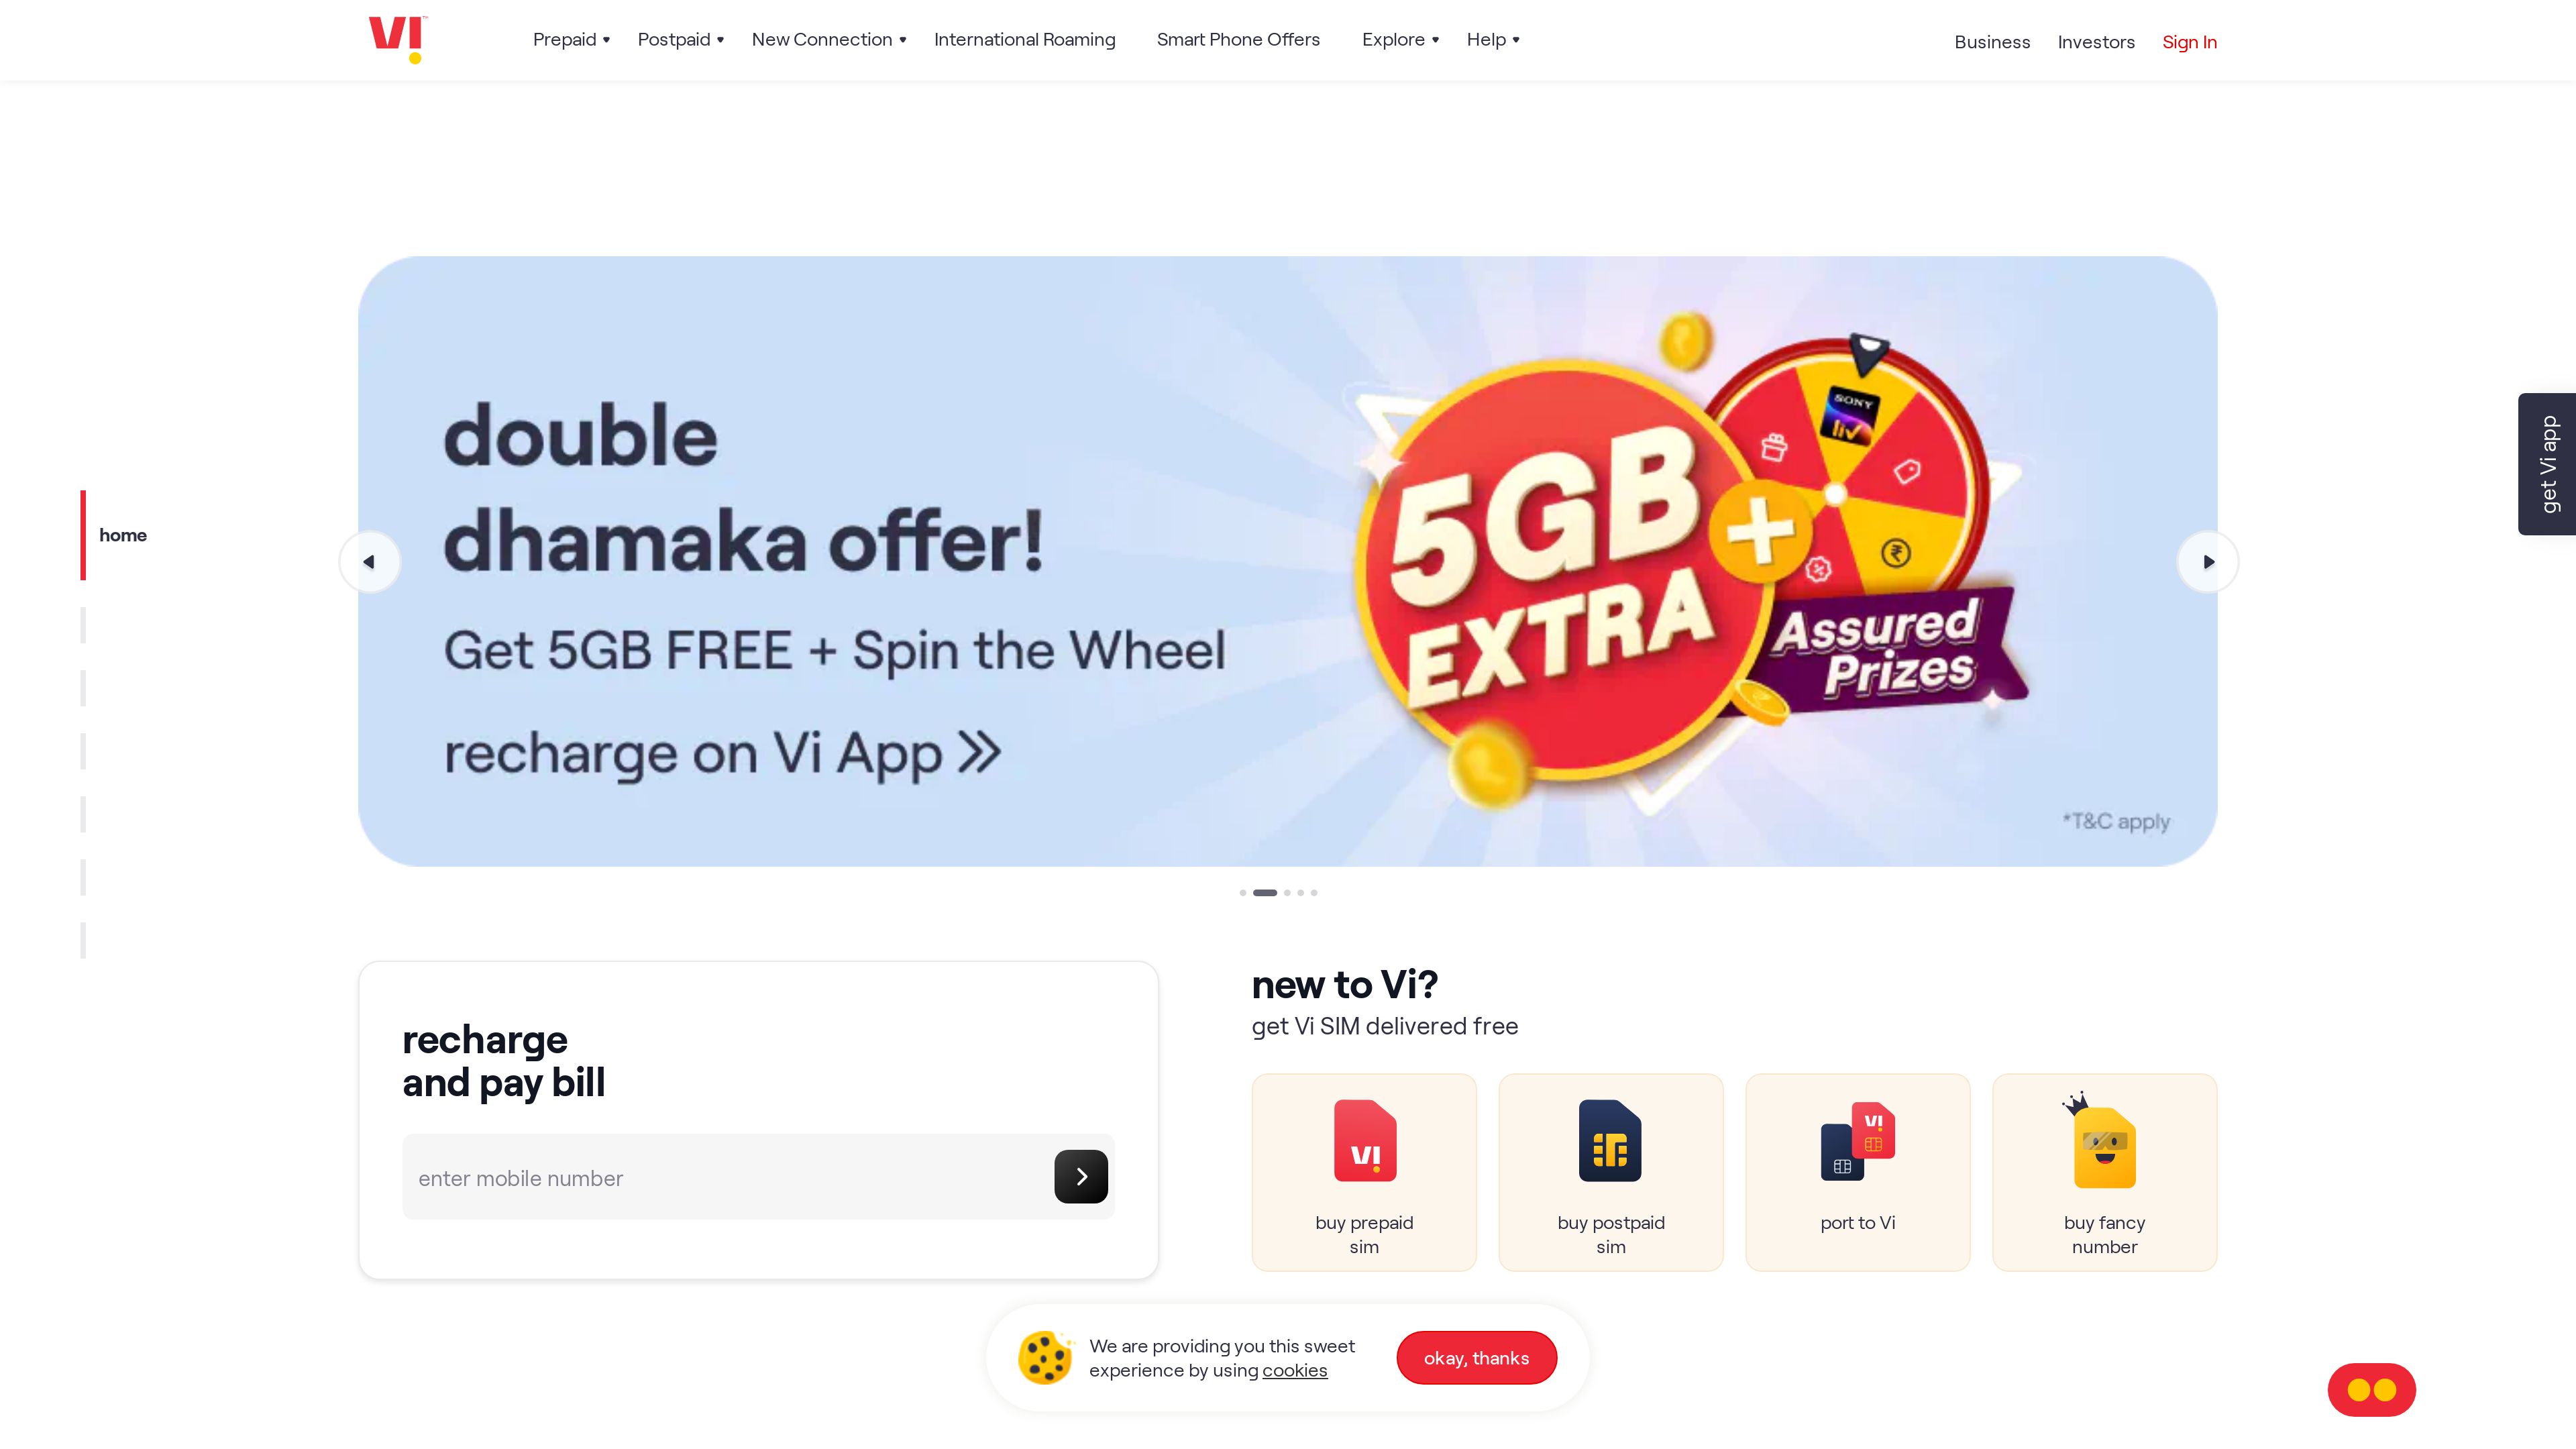 VI
Prepaid
Postpaid
New Connection
International Roaming
Smart Phone Offers
Explore
Help
Business
Investors
Sign In
home
double
dhamaka offer!
Get 5GB FREE + Spin the Wheel
recharge on Vi App
5GB
EXTRA
+
SONY
liv
Assured
Prizes
*T&C apply
get Vi app
recharge
and pay bill
enter mobile number
new to Vi?
get Vi SIM delivered free
VI
VI
buy prepaid
sim
buy postpaid
sim
port to Vi
buy fancy
number
We are providing you this sweet
experience by using cookies
okay, thanks